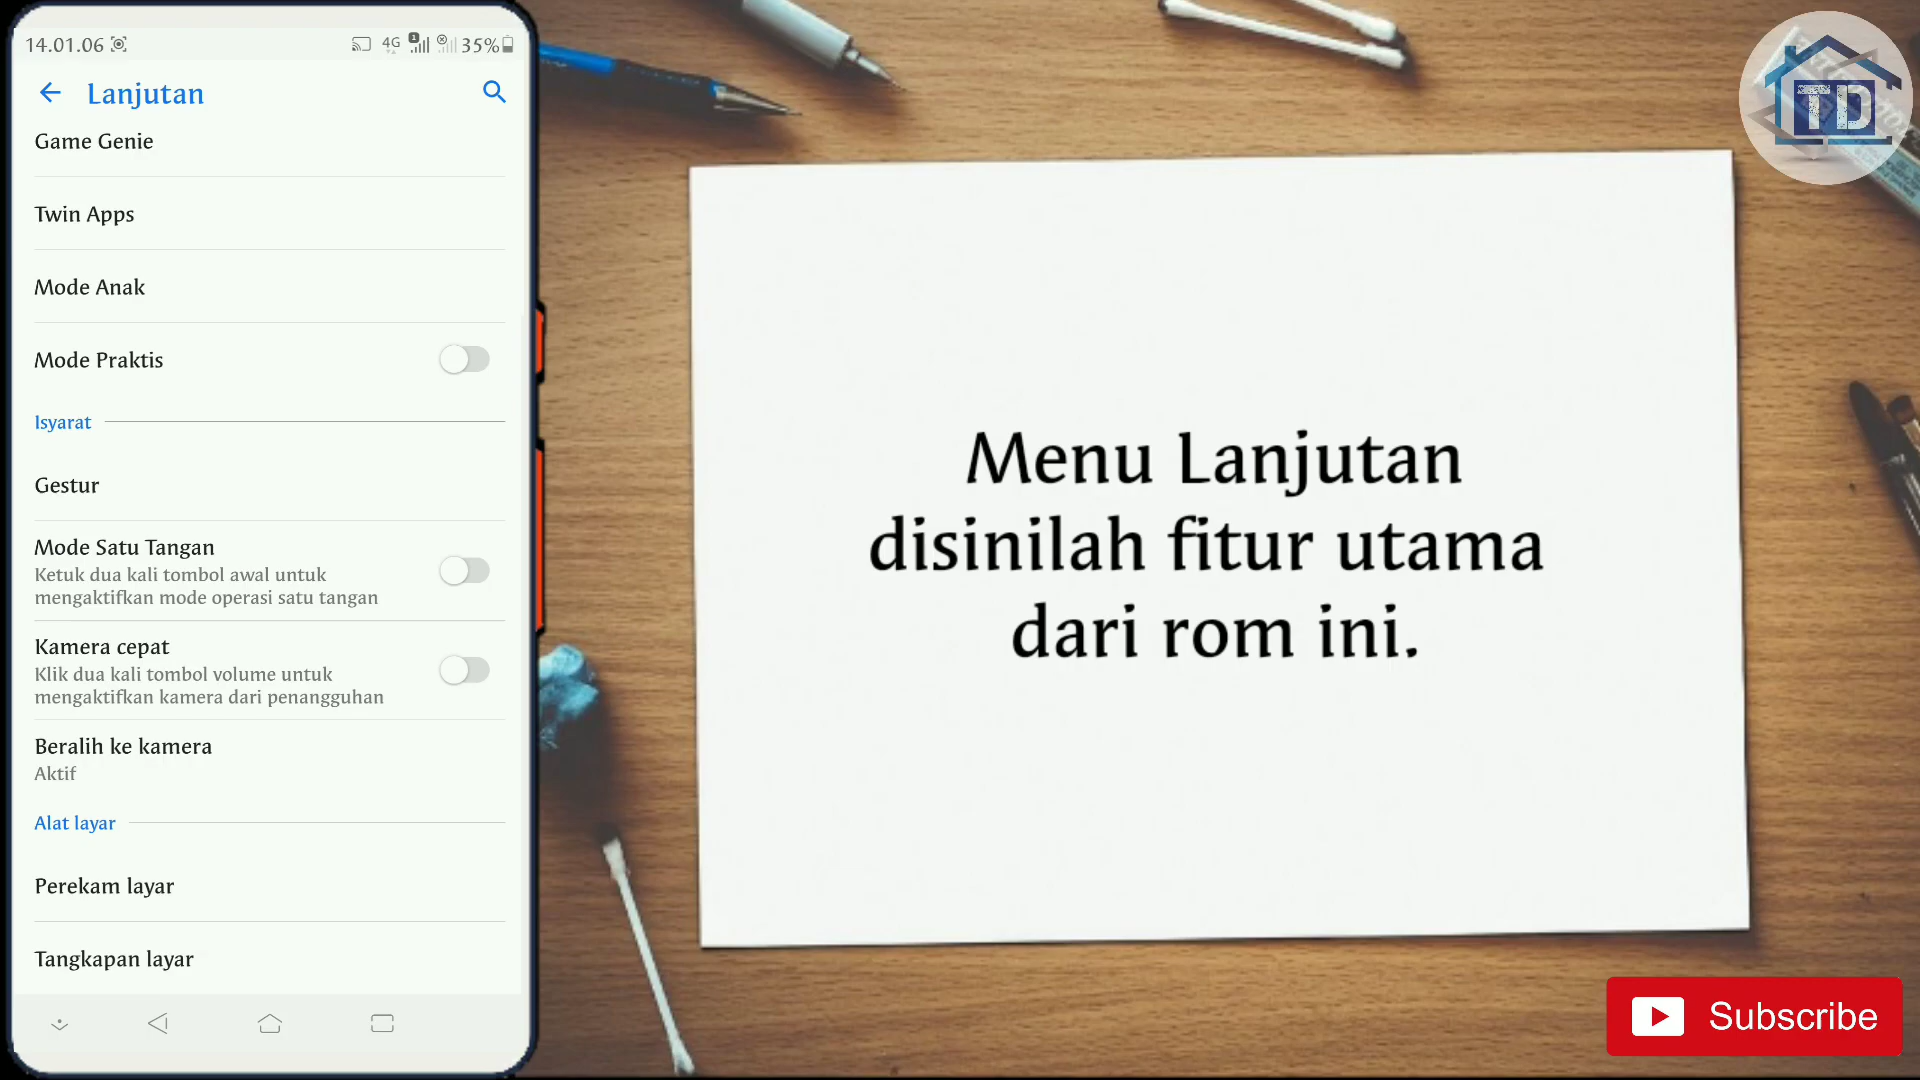 14.01.06
4G
35%
Lanjutan
Game Genie
Twin Apps
Mode Anak
Mode Praktis
Isyarat
Gestur
Mode Satu Tangan
Ketuk dua kali tombol awal untuk
mengaktifkan mode operasi satu tangan
Kamera cepat
Klik dua kali tombol volume untuk
mengaktifkan kamera dari penangguhan
Beralih ke kamera
Aktif
Alat layar
Perekam layar
Tangkapan layar
Menu Lanjutan
disinilah fitur utama
dari rom ini.
TD
Subscribe